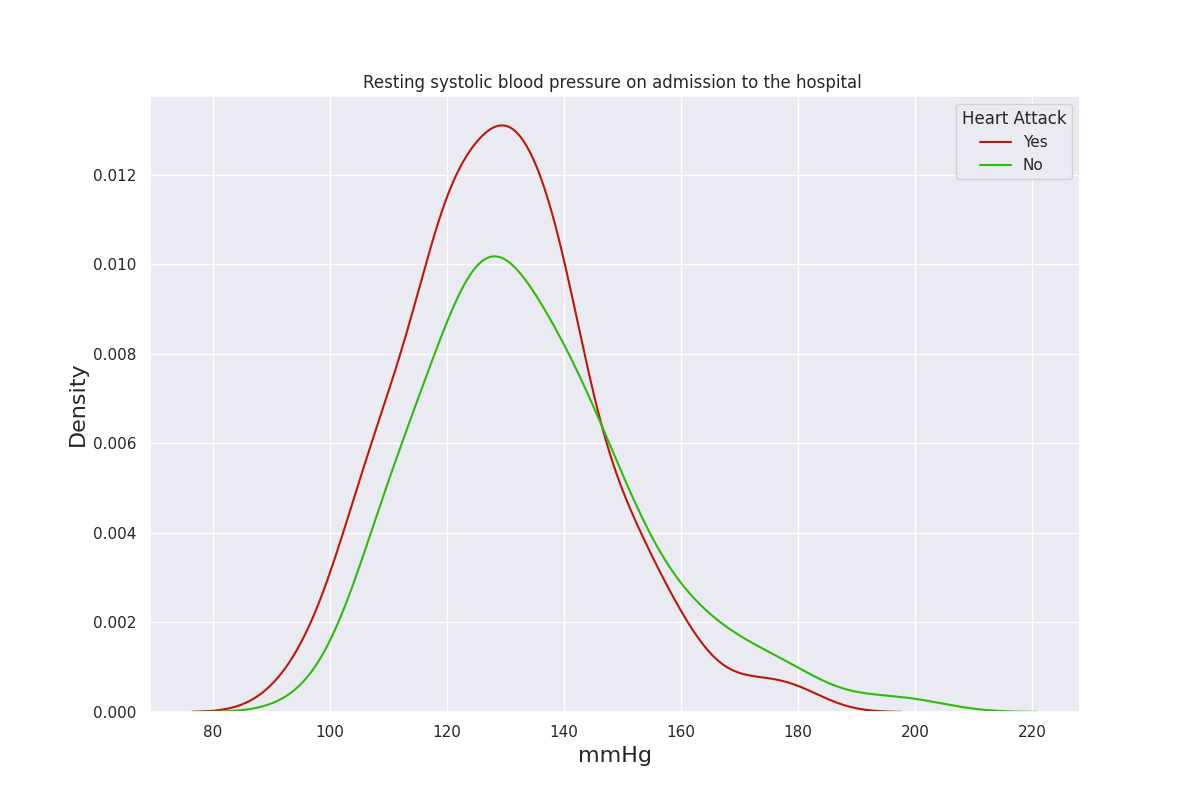 Resting systolic blood pressure on admission to the hospital
Heart Attack
Yes
No
Density
0.012
0.010
0.008
0.006
0.004
0.002
0.000
80 100 120 140 160 180 200 220
mmHg